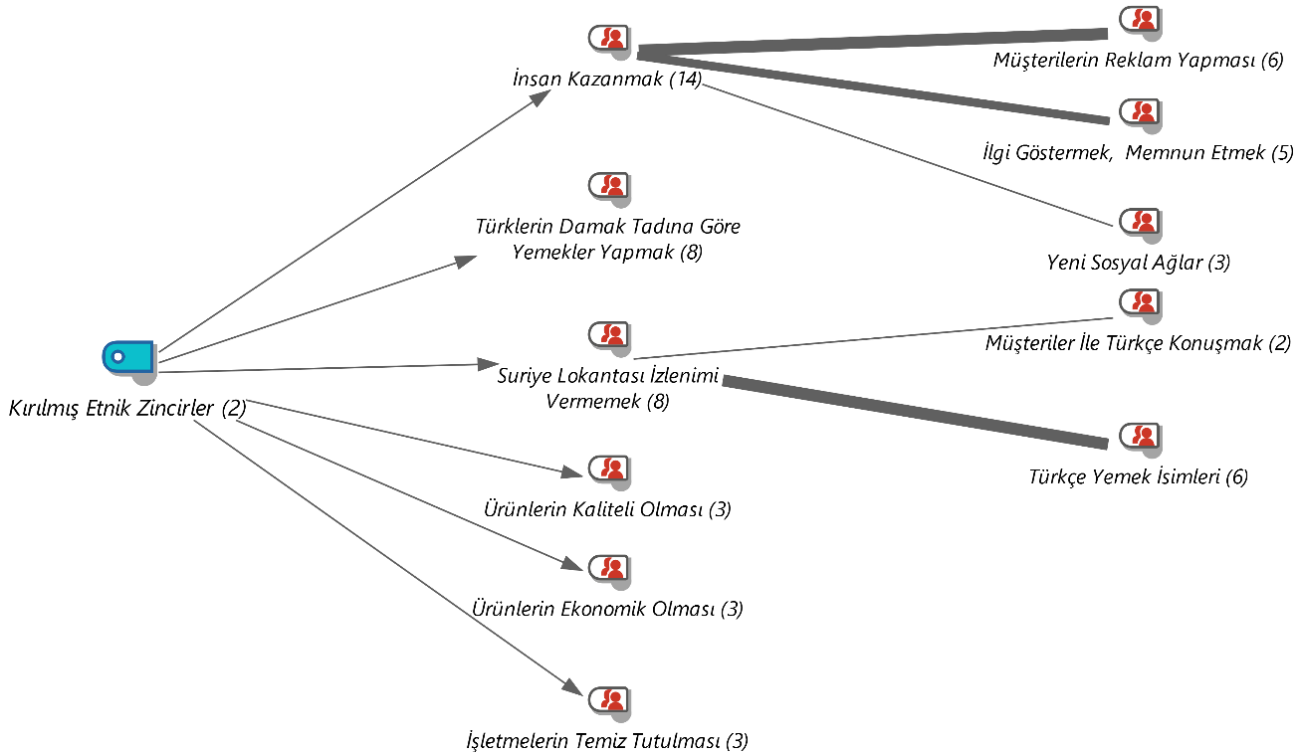 İnsan Kazanmak (14)
Müşterilerin Reklam Yapması (6)
İlgi Göstermek, Memnun Etmek (5)
Türklerin Damak Tadına Göre
Yemekler Yapmak (8)
Yeni Sosyal Ağlar (3)
Müşteriler İle Türkçe Konuşmak (2)
Suriye Lokantası İzlenimi
Vermemek (8)
Kırılmış Etnik Zincirler (2)
Türkçe Yemek İsimleri (6)
Ürünlerin Kaliteli Olması (3)
Ürünlerin Ekonomik Olması (3)
İşletmelerin Temiz Tutulması (3)